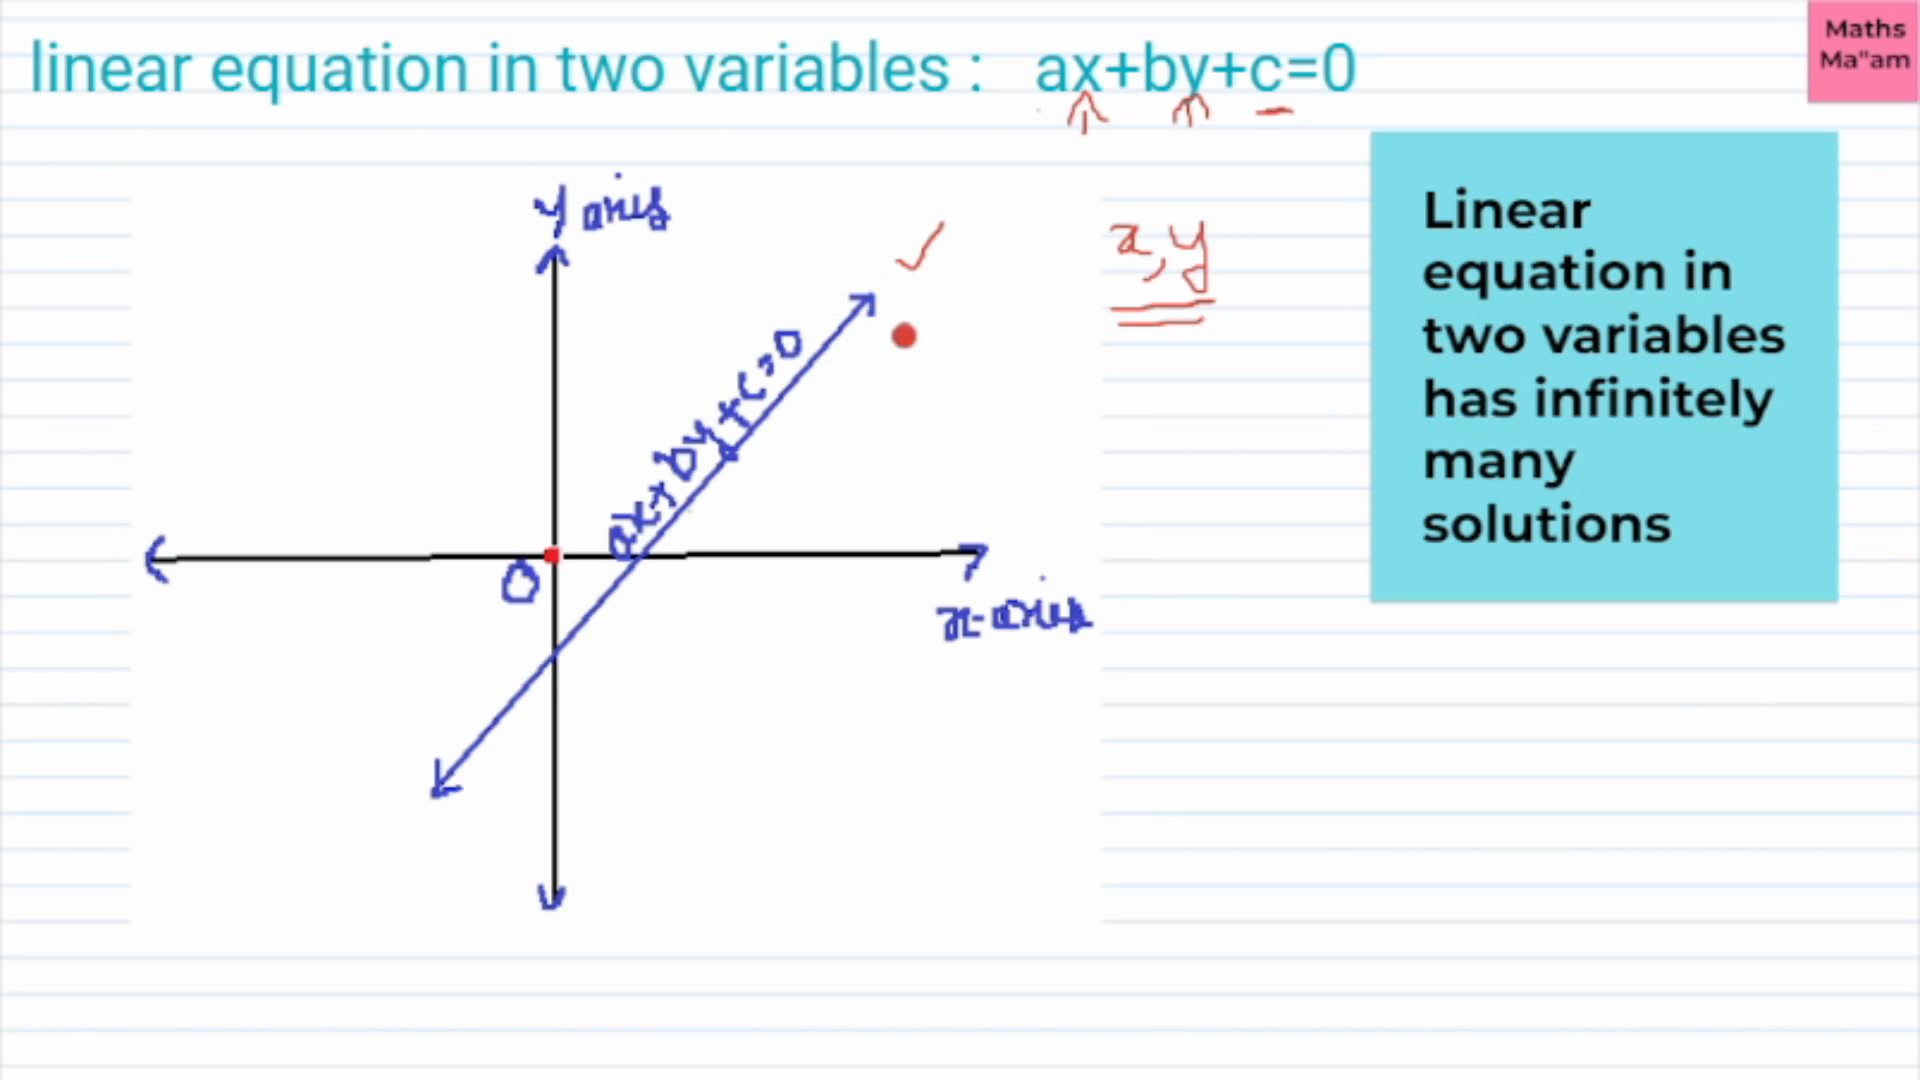 linear equation in two variables : ax+by+c=0
Maths
Ma"am
Y axis
x, y
ax+by+c=0
O
x-axis
Linear
equation in
two variables
has infinitely
many
solutions